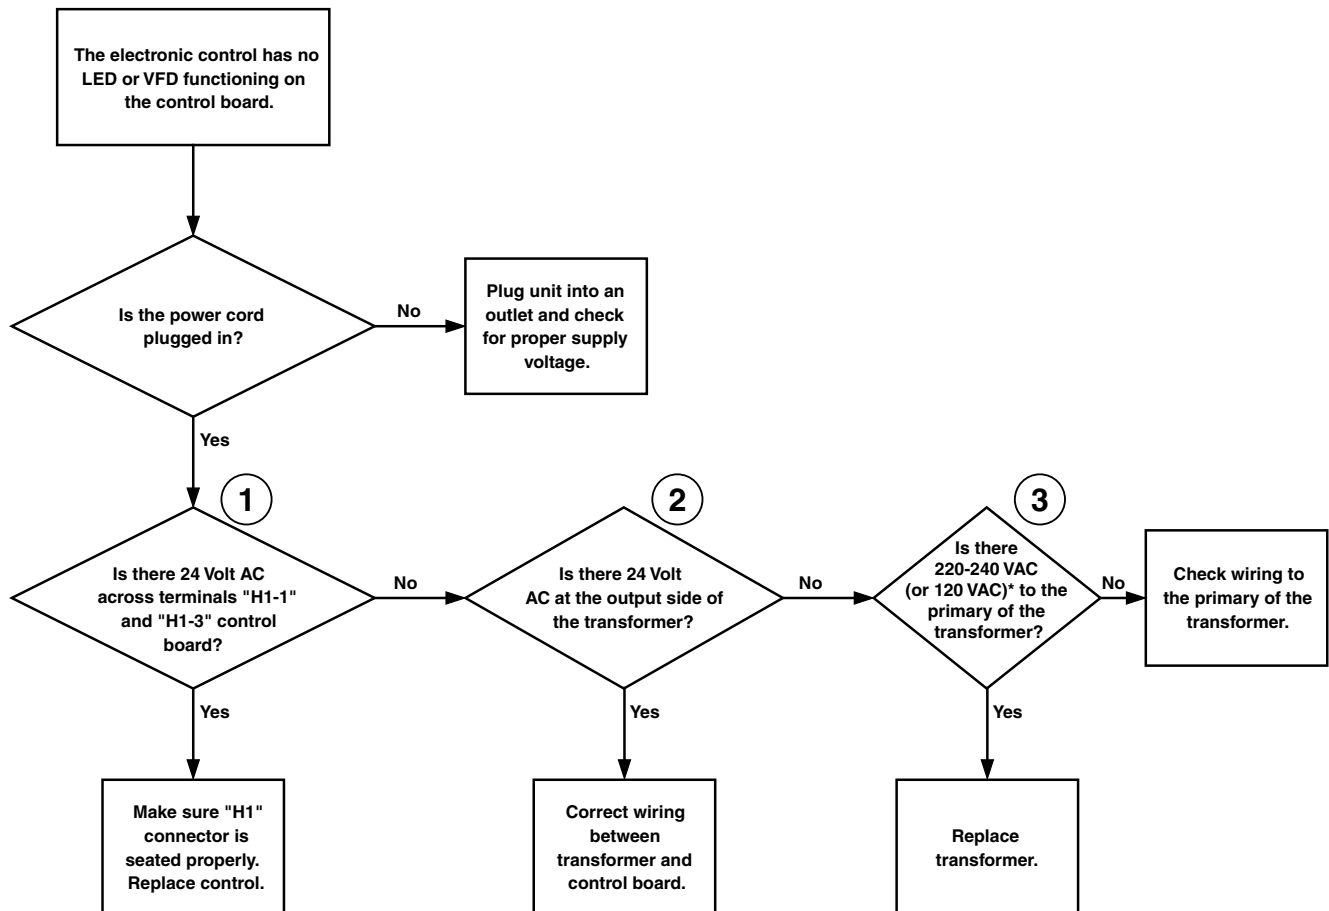 The electronic control has no
LED or VFD functioning on
the control board.
Is the power cord
plugged in?
No
Plug unit into an
outlet and check
for proper supply
voltage.
Yes
1
Is there 24 Volt AC
across terminals "H1-1"
and "H1-3" control
board?
No
2
Is there 24 Volt
AC at the output side of
the transformer?
No
3
Is there
220-240 VAC
(or 120 VAC)* to the
primary of the
transformer?
No
Check wiring to
the primary of the
transformer.
Yes
Make sure "H1"
connector is
seated properly.
Replace control.
Yes
Correct wiring
between
transformer and
control board.
Yes
Replace
transformer.